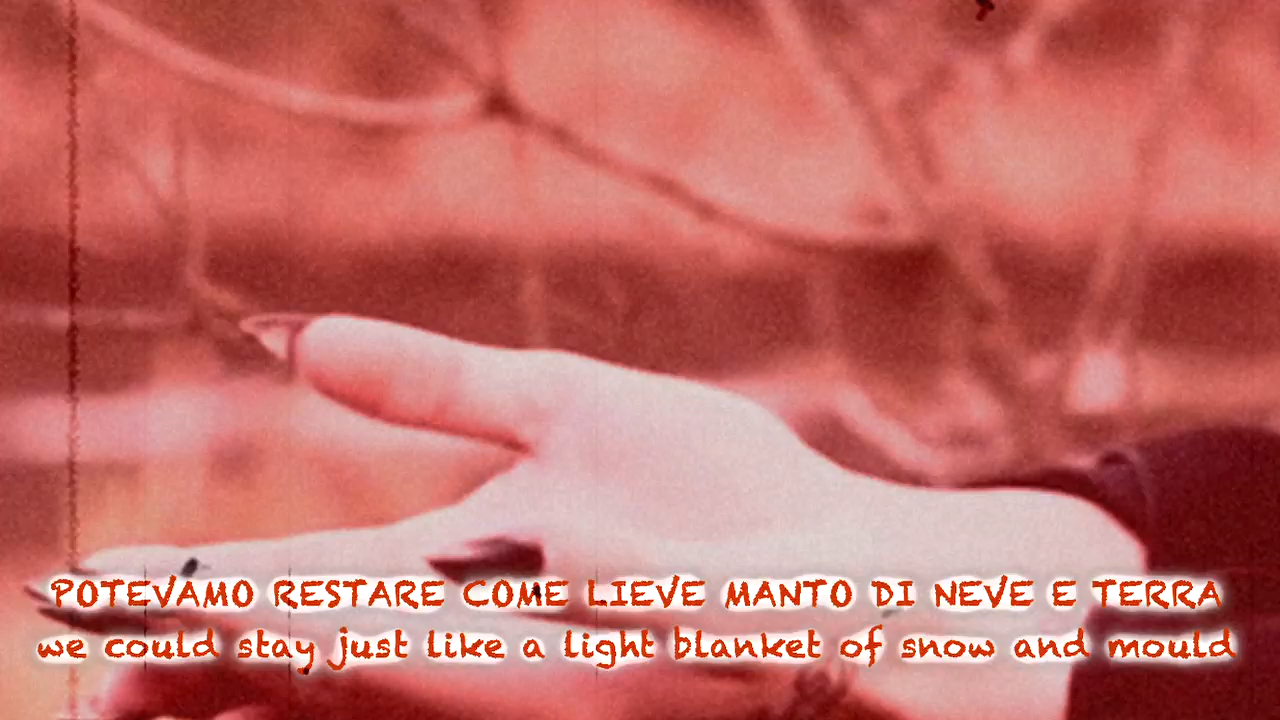 POTEVAMO RESTARE COME LIEVE MANTO DI NEVE E TERRA
we could stay just like a light blanket of snow and mould